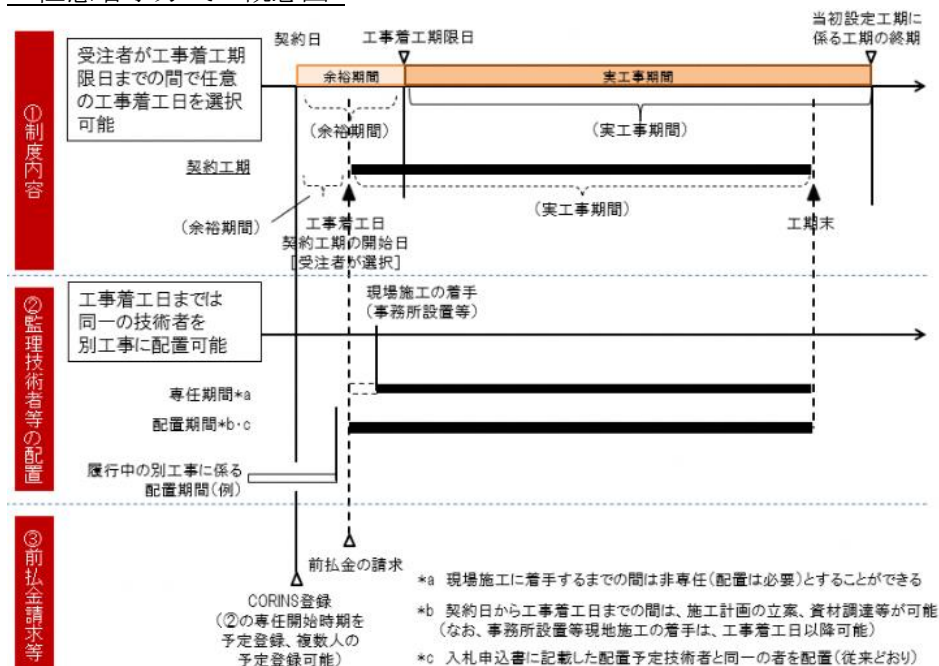 契約日
工事着工期限日
当初設定工期に
係る工期の終期
受注者が工事着工期
限日までの間で任意
の工事着工日を選択
可能
余裕期間
実工事期間
①制度内容
(余裕期間)
(実工事期間)
契約工期
(余裕期間)
工事着工日
契約工期の開始日
[受注者が選択]
(実工事期間)
工期末
②監理技術者等の配置
工事着工日までは
同一の技術者を
別工事に配置可能
現場施工の着手
(事務所設置等)
専任期間*a
配置期間*b・c
履行中の別工事に係る
配置期間(例)
③前払金請求等
前払金の請求
CORINS登録
(②の専任開始時期を
予定登録、複数人の
予定登録可能)
*a 現場施工に着手するまでの間は非専任(配置は必要)とすることができる
*b 契約日から工事着工日までの間は、施工計画の立案、資材調達等が可能
(なお、事務所設置等現地施工の着手は、工事着工日以降可能)
*c 入札申込書に記載した配置予定技術者と同一の者を配置(従来どおり)